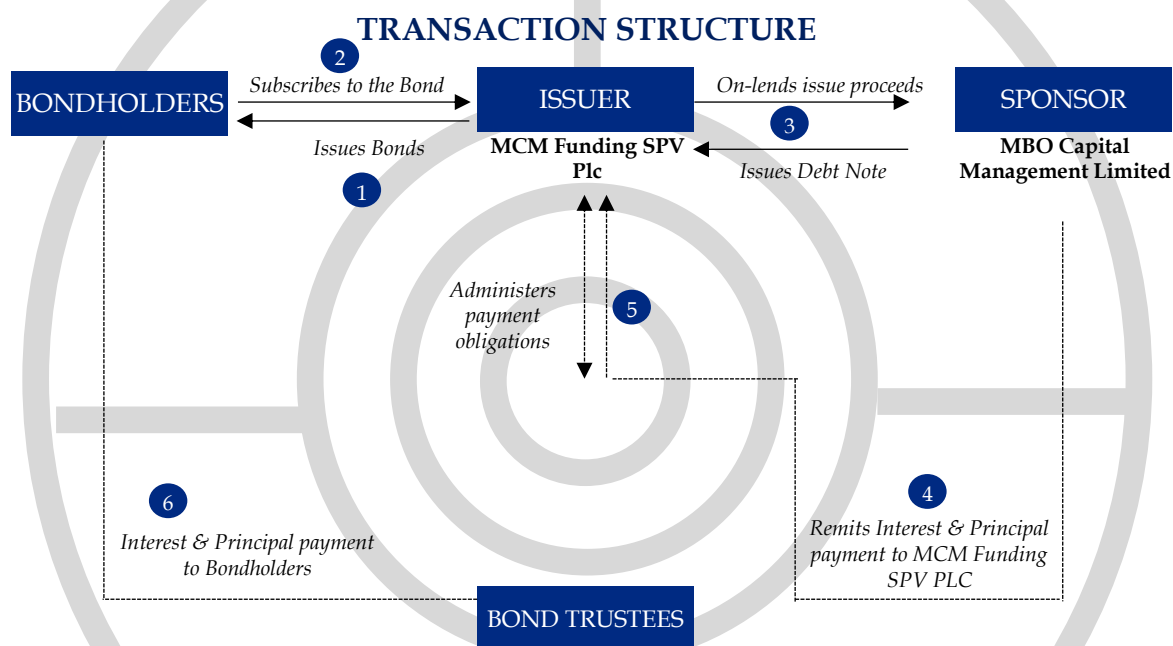 TRANSACTION STRUCTURE
2
BONDHOLDERS
Subscribes to the Bond
ISSUER
On-lends issue proceeds
SPONSOR
3
Issues Bonds
MCM Funding SPV
Plc
Issues Debt Note
MBO Capital
Management Limited
1
Administers
payment
obligations
5
6
Interest & Principal payment
to Bondholders
4
Remits Interest & Principal
payment to MCM Funding
SPV PLC
BOND TRUSTEES